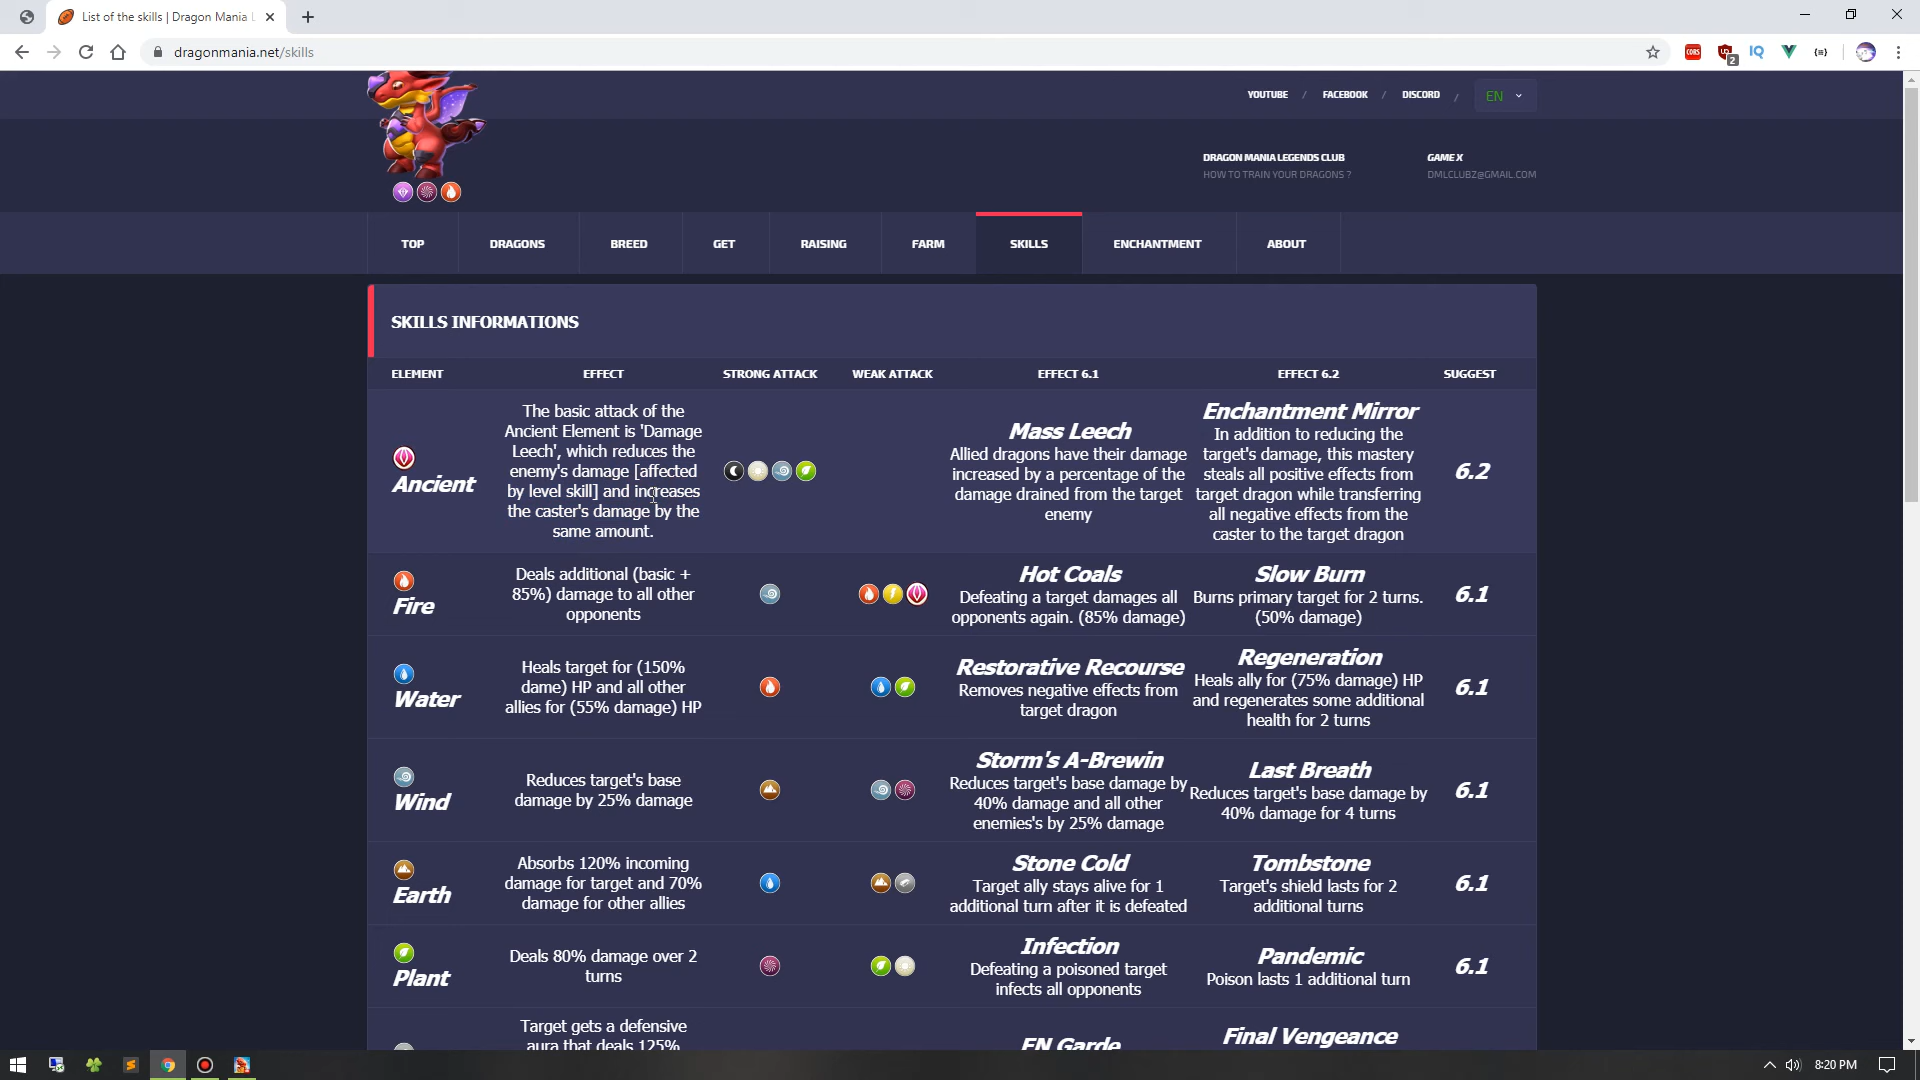 List of the skills | Dragon Mania L
dragonmania.net/skills
2
YOUTUBE / FACEBOOK / DISCORD / EN
DRAGON MANIA LEGENDS CLUB
HOW TO TRAIN YOUR DRAGONS ?
GAME X
DMLCLUBZ@GMAIL.COM
TOP DRAGONS BREED GET RAISING FARM SKILLS ENCHANTMENT ABOUT
SKILLS INFORMATIONS
ELEMENT EFFECT STRONG ATTACK WEAK ATTACK EFFECT 6.1 EFFECT 6.2 SUGGEST
Ancient
The basic attack of the
Ancient Element is 'Damage
Leech', which reduces the
enemy's damage [affected
by level skill] and increases
the caster's damage by the
same amount.
Mass Leech
Allied dragons have their damage
increased by a percentage of the
damage drained from the target
enemy
Enchantment Mirror
In addition to reducing the
target's damage, this mastery
steals all positive effects from
target dragon while transferring
all negative effects from the
caster to the target dragon
6.2
Fire
Deals additional (basic +
85%) damage to all other
opponents
Hot Coals
Defeating a target damages all
opponents again. (85% damage)
Slow Burn
Burns primary target for 2 turns.
(50% damage)
6.1
Water
Heals target for (150%
dame) HP and all other
allies for (55% damage) HP
Restorative Recourse
Removes negative effects from
target dragon
Regeneration
Heals ally for (75% damage) HP
and regenerates some additional
health for 2 turns
6.1
Wind
Reduces target's base
damage by 25% damage
Storm's A-Brewin
Reduces target's base damage by
40% damage and all other
enemies's by 25% damage
Last Breath
Reduces target's base damage by
40% damage for 4 turns
6.1
Earth
Absorbs 120% incoming
damage for target and 70%
damage for other allies
Stone Cold
Target ally stays alive for 1
additional turn after it is defeated
Tombstone
Target's shield lasts for 2
additional turns
6.1
Plant
Deals 80% damage over 2
turns
Infection
Defeating a poisoned target
infects all opponents
Pandemic
Poison lasts 1 additional turn
6.1
Target gets a defensive
aura that deals 125%
EN Garde
Final Vengeance
8:20 PM